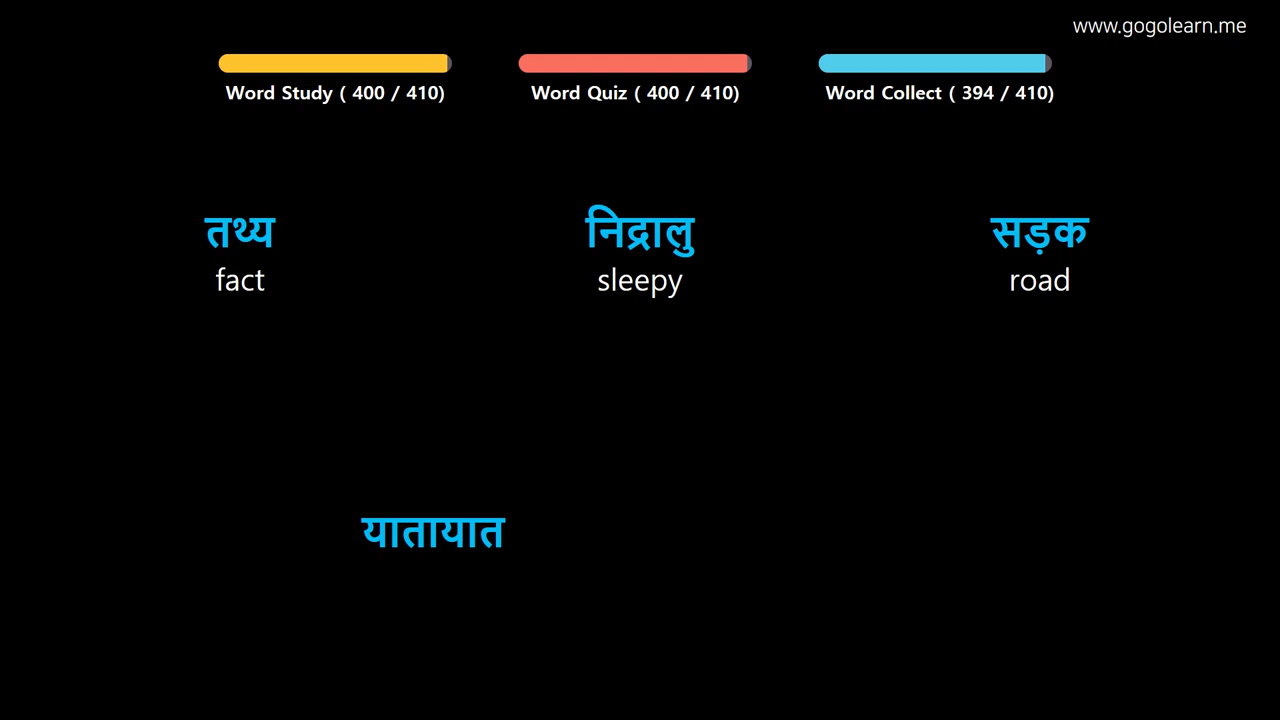 www.gogolearn.me
Word Study ( 400 / 410) Word Quiz ( 400 / 410) Word Collect ( 394 / 410)
तथ्य निद्रालु सड़क
fact sleepy road
यातायात